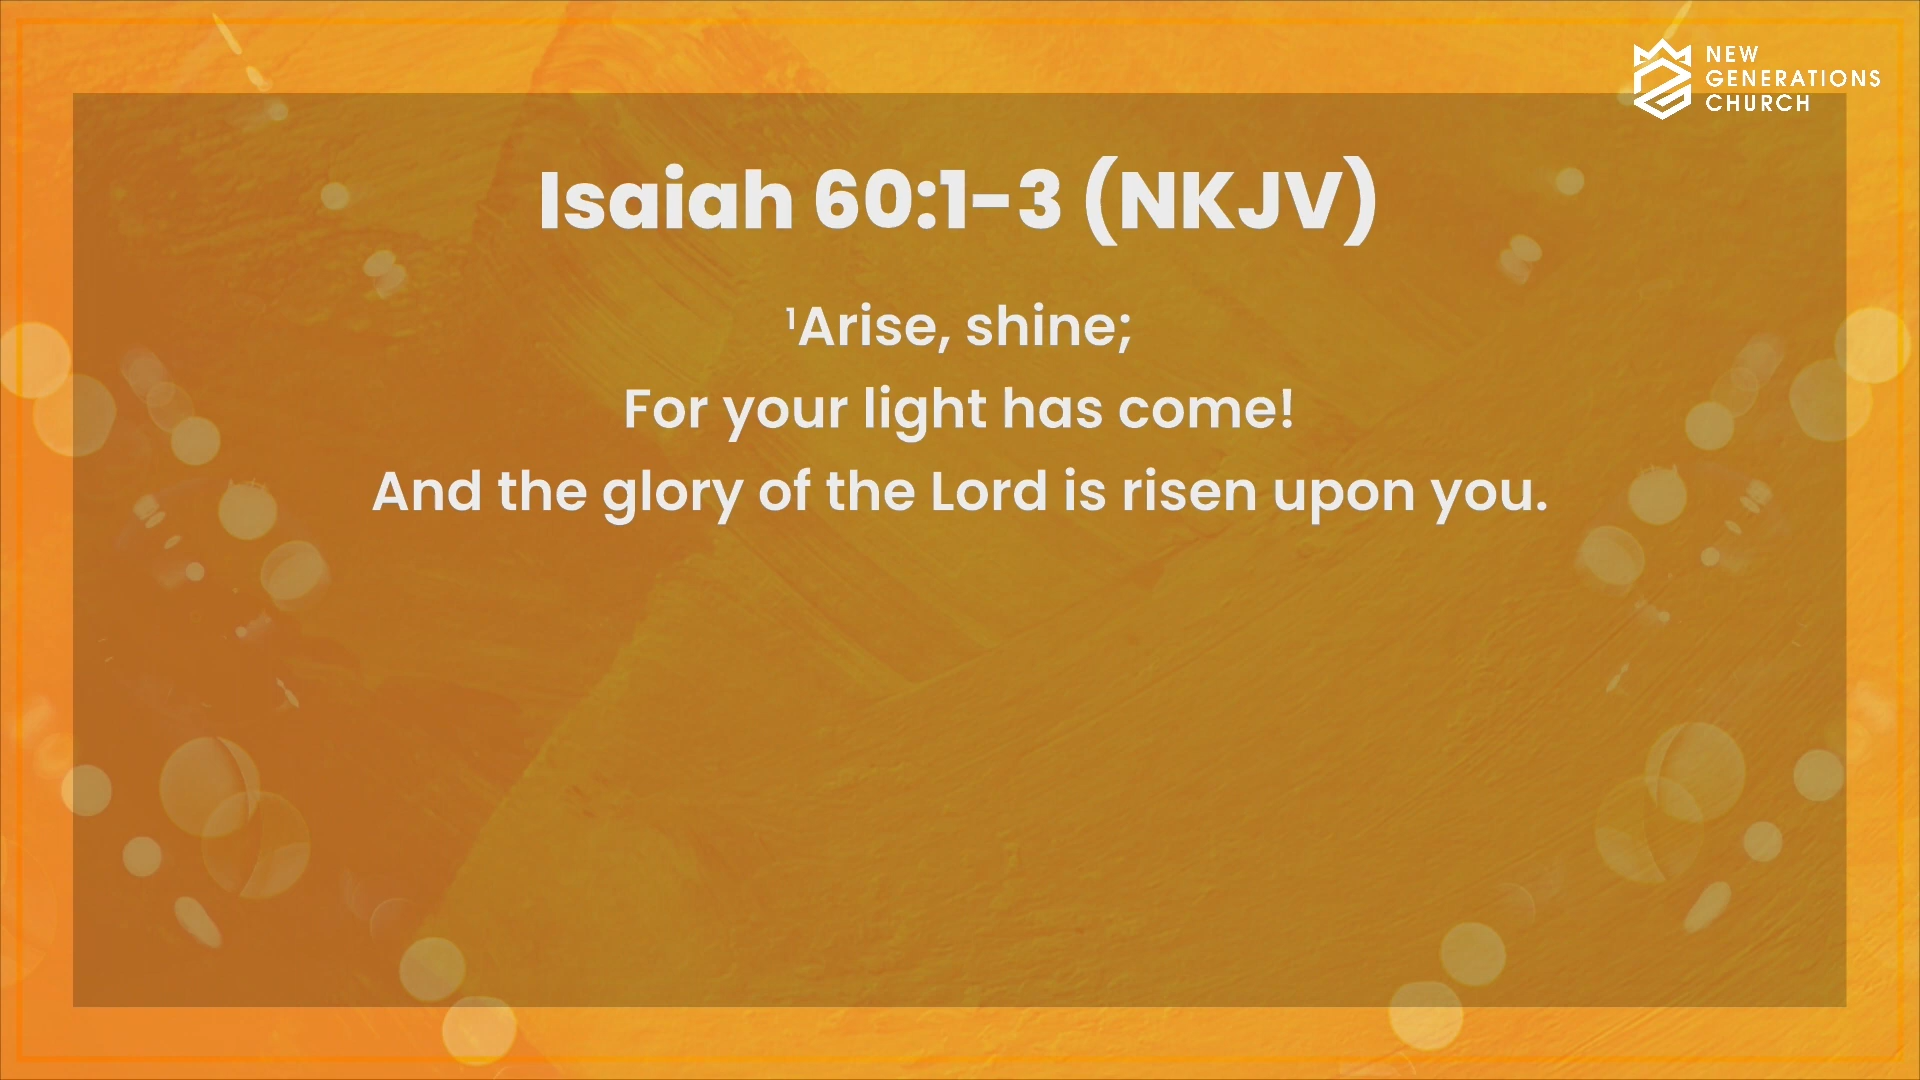 NEW
GENERATIONS
CHURCH
Isaiah 60:1-3 (NKJV)
¹Arise, shine;
For your light has come!
And the glory of the Lord is risen upon you.